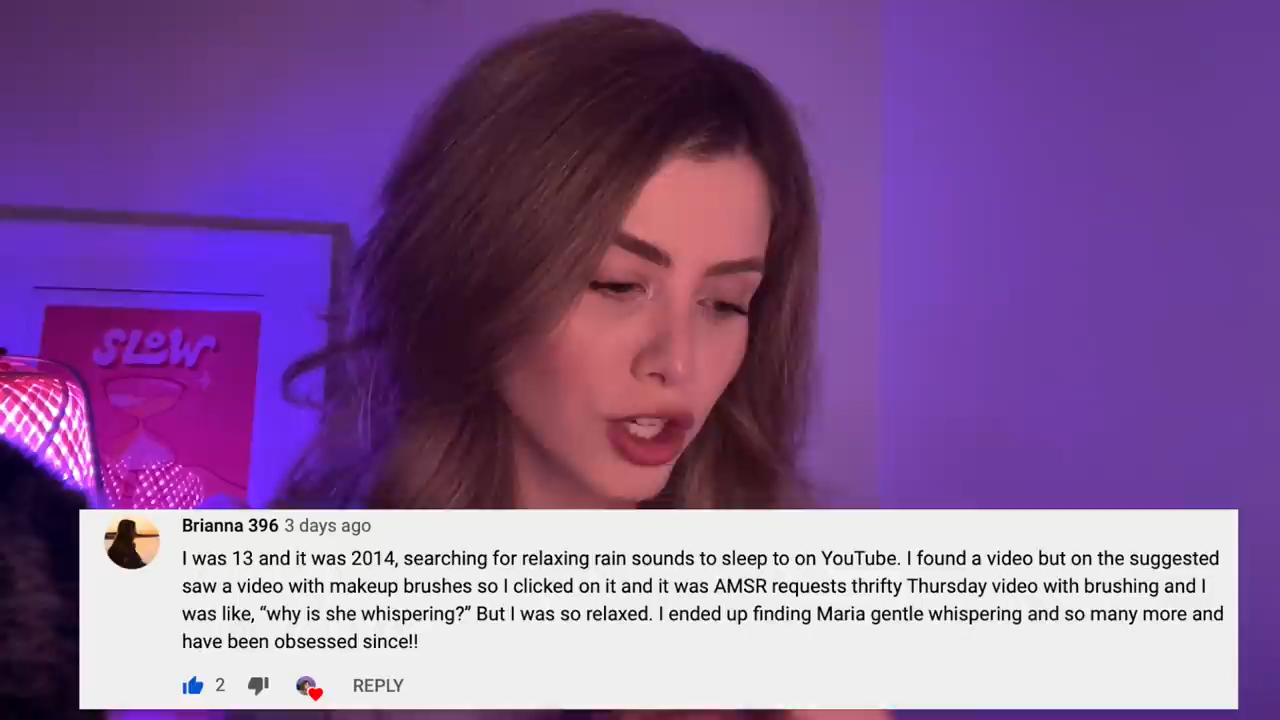 SLOW
Brianna 396 3 days ago
I was 13 and it was 2014, searching for relaxing rain sounds to sleep to on YouTube. I found a video but on the suggested
saw a video with makeup brushes so I clicked on it and it was AMSR requests thrifty Thursday video with brushing and I
was like, “why is she whispering?” But I was so relaxed. I ended up finding Maria gentle whispering and so many more and
have been obsessed since!!
2
REPLY